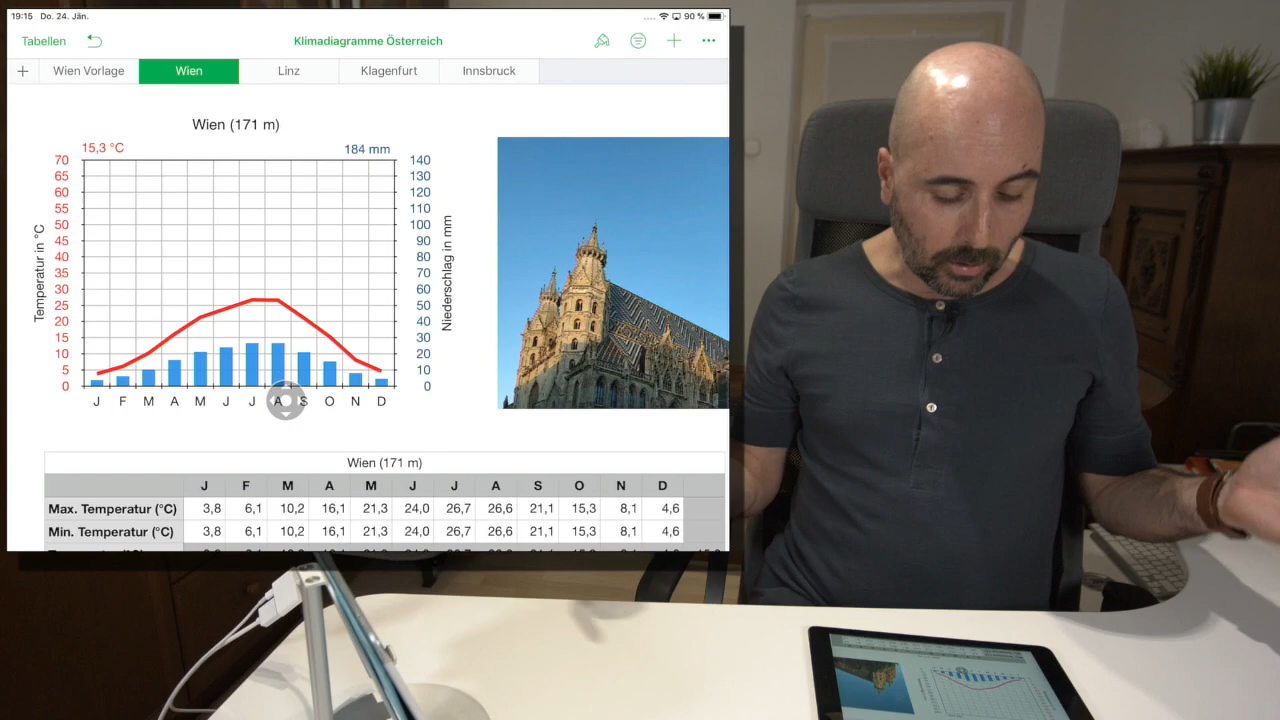 19:15 Do. 24. Jän. 90 %
Tabellen Klimadiagramme Österreich
Wien Vorlage Wien Linz Klagenfurt Innsbruck
Wien (171 m)
15,3 °C 184 mm
70 140
65 130
60 120
55 110
50 100
45 90
40 80
35 70
30 60
25 50
20 40
15 30
10 20
5 10
0 0
Temperatur in °C
Niederschlag in mm
J F M A M J J A S O N D
Wien (171 m)
J F M A M J J A S O N D
Max. Temperatur (°C) 3,8 6,1 10,2 16,1 21,3 24,0 26,7 26,6 21,1 15,3 8,1 4,6
Min. Temperatur (°C) 3,8 6,1 10,2 16,1 21,3 24,0 26,7 26,6 21,1 15,3 8,1 4,6